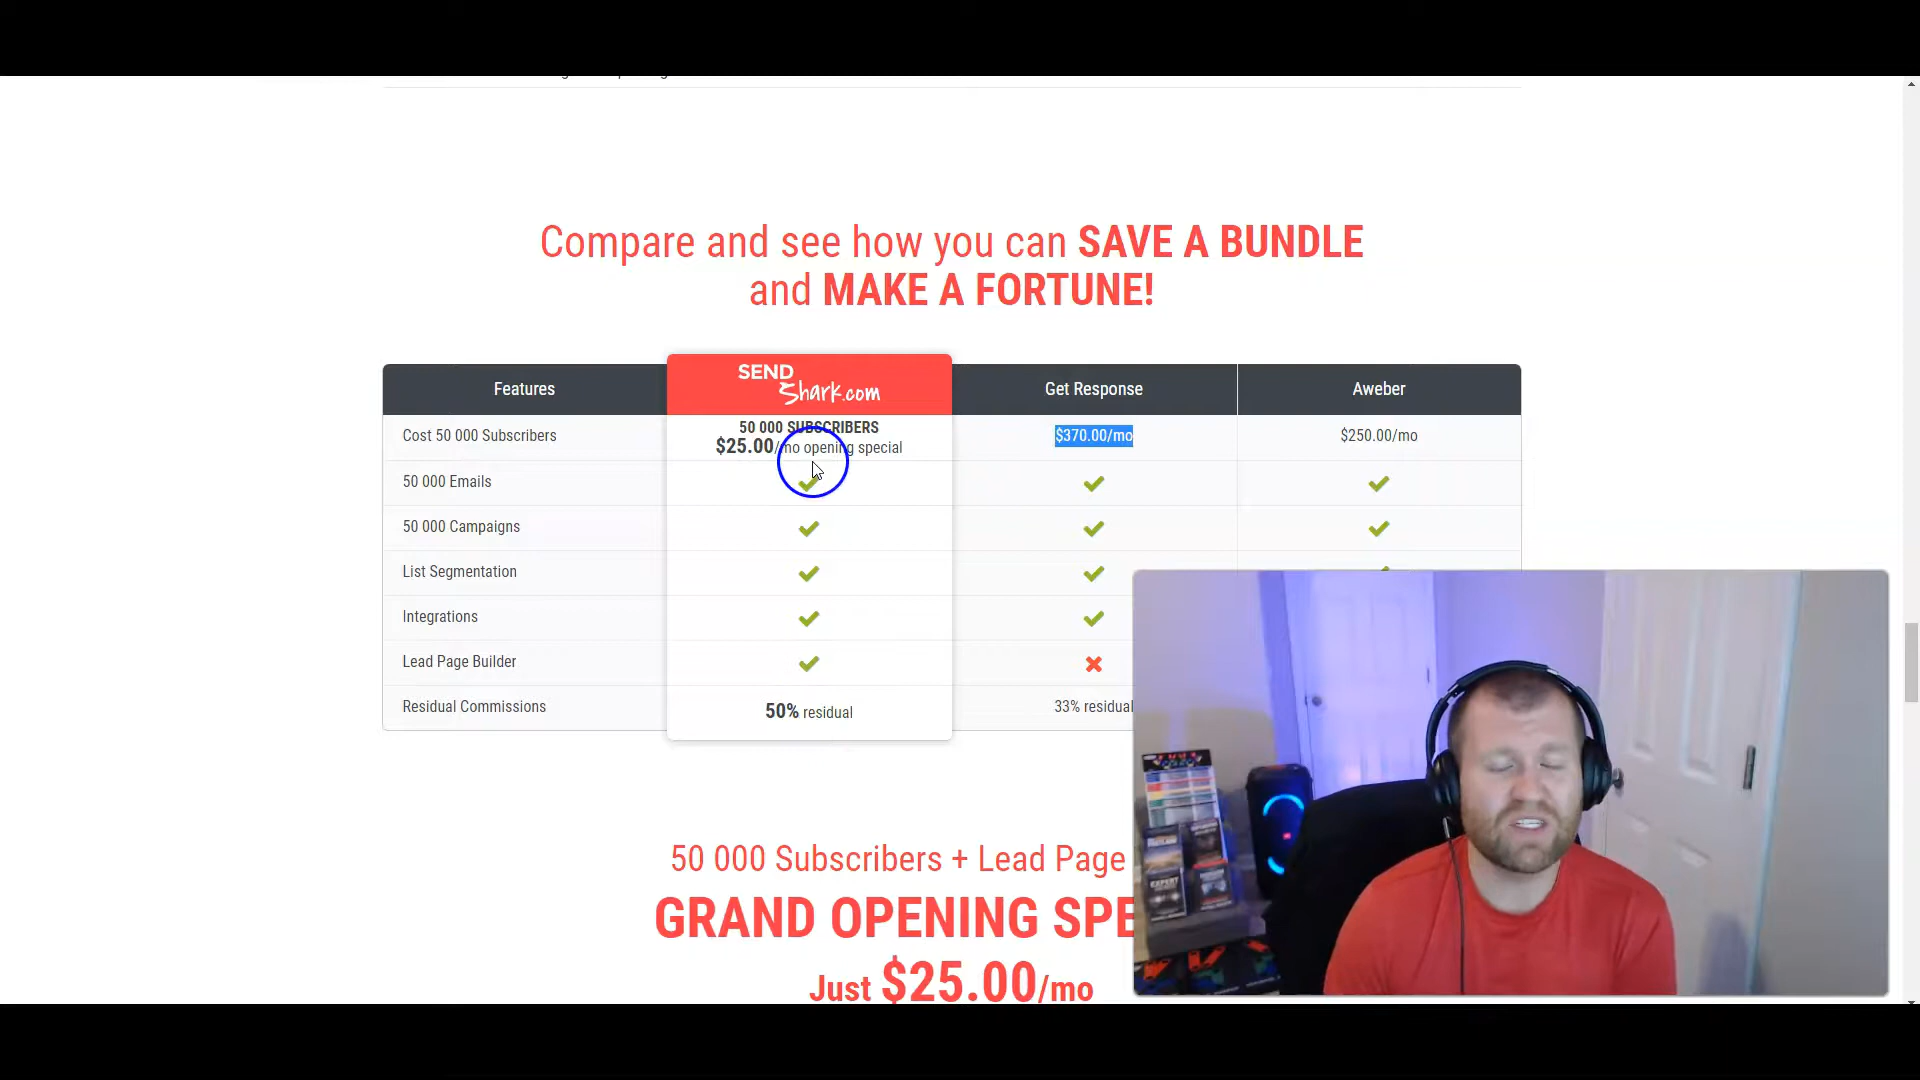 Compare and see how you can SAVE A BUNDLE
and MAKE A FORTUNE!
Features
SEND
Shark.com
Get Response
Aweber
Cost 50 000 Subscribers
50 000 SUBSCRIBERS
$25.00/mo opening special
$370.00/mo
$250.00/mo
50 000 Emails
50 000 Campaigns
List Segmentation
Integrations
Lead Page Builder
Residual Commissions
50% residual
33% residual
50 000 Subscribers + Lead Page
GRAND OPENING SPE
Just $25.00/mo